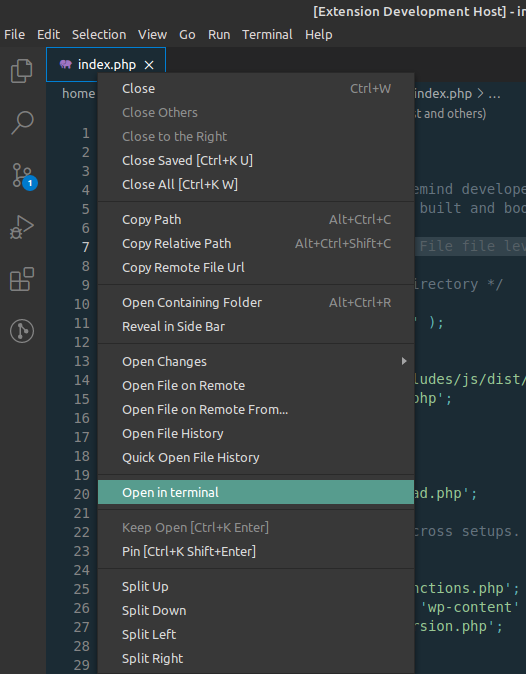 [Extension Development Host] - in
File Edit Selection View Go Run Terminal Help
index.php
home index.php > ...
Close Ctrl+W
Close Others
st and others)
Close to the Right
Close Saved [Ctrl+K U]
Close All [Ctrl+K W]
Copy Path Alt+Ctrl+C
Copy Relative Path Alt+Ctrl+Shift+C
Copy Remote File Url
Open Containing Folder Alt+Ctrl+R
Reveal in Side Bar
Open Changes
Open File on Remote
Open File on Remote From...
Open File History
Quick Open File History
Open in terminal
Keep Open [Ctrl+K Enter]
Pin [Ctrl+K Shift+Enter]
Split Up
Split Down
Split Left
Split Right
1
2
3
4 emind develope
5 built and bod
6
7 File file lev
8
9 irectory */
10
11 ' );
12
13
14 ludes/js/dist/
15 php';
16
17
18
19
20 ad.php';
21
22 cross setups.
23
24
25 nctions.php';
26 'wp-content'
27 rsion.php';
28
29
1